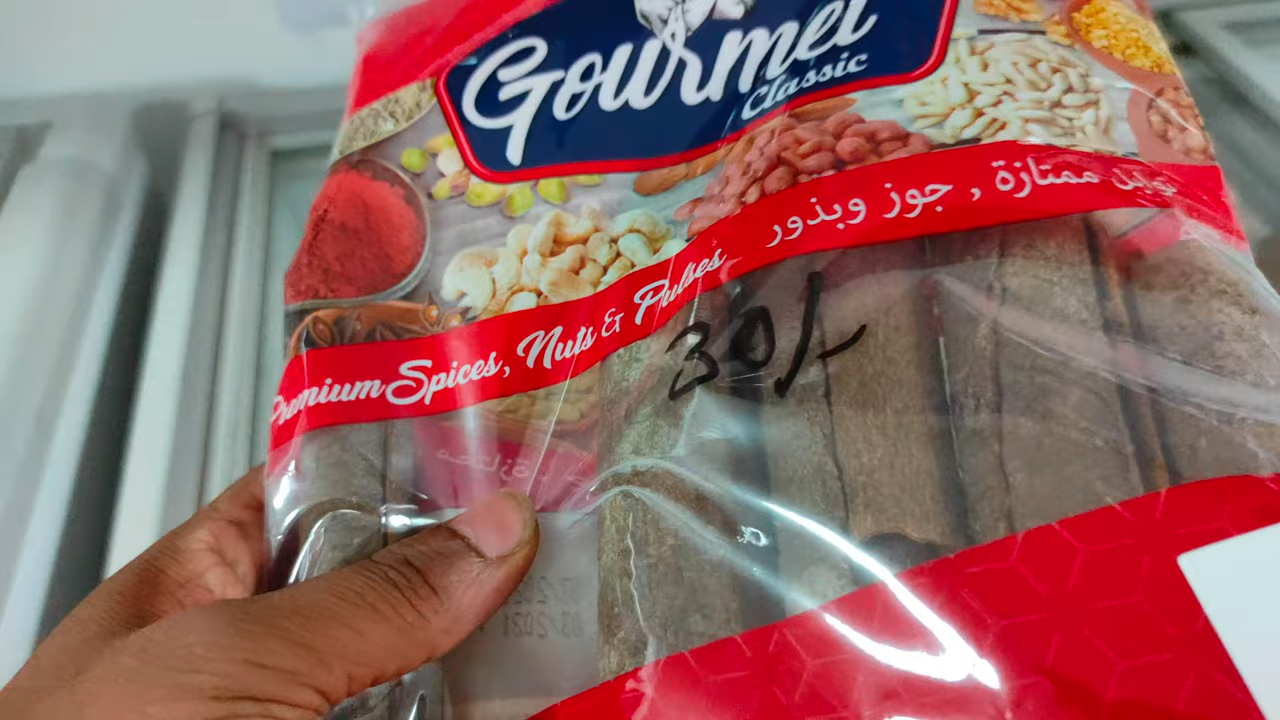 Gourmet
Classic
توابل ممتازة , جوز وبذور
Premium Spices, Nuts & Pulses
30/-